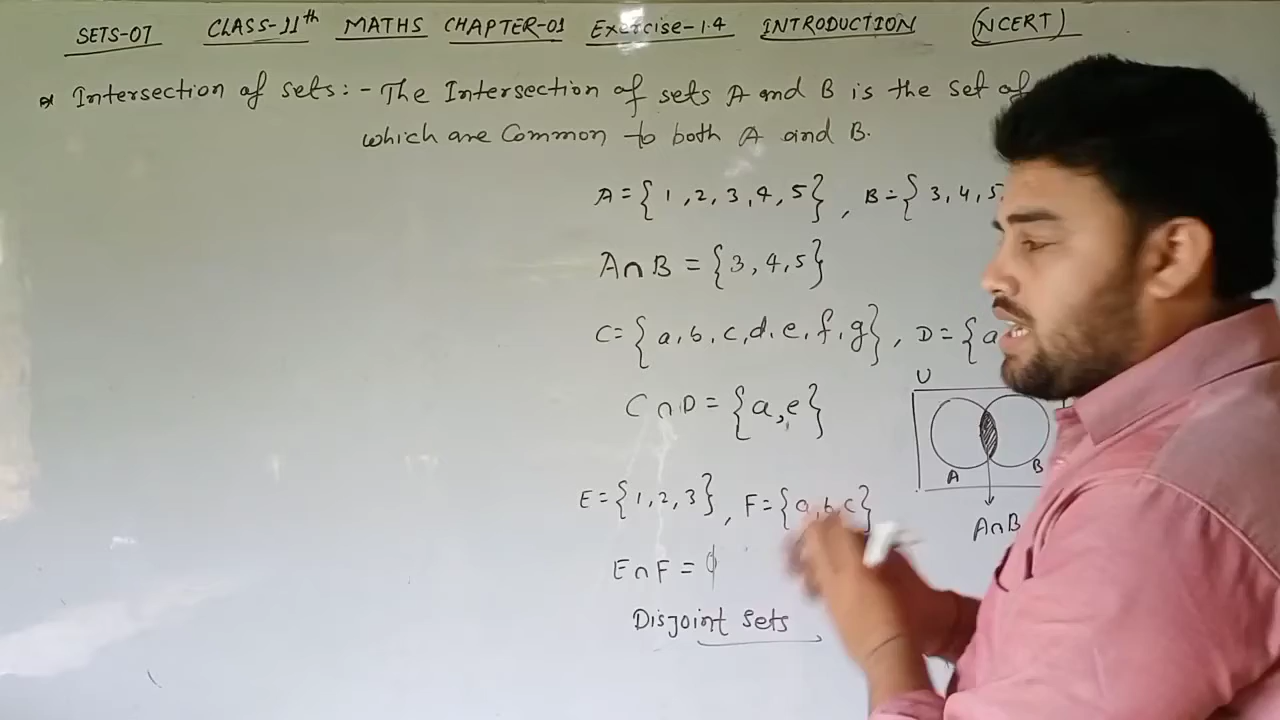 SETS-07 CLASS-11th MATHS CHAPTER-01 Exercise-1.4 INTRODUCTION (NCERT)
Intersection of sets:- The Intersection of sets A and B is the set of
which are Common to both A and B.
A={1,2,3,4,5}, B={3,4,5
A∩B={3,4,5}
C={a,b,c,d,e,f,g}, D={a
U
C∩D={a,e}
A B
E={1,2,3}, F={a,b,c}
A∩B
E∩F=ϕ
Disjoint sets